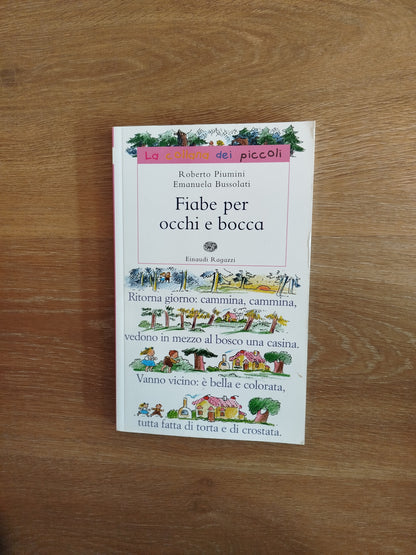 La collana dei piccoli
Roberto Piumini
Emanuela Bussolati
Fiabe per
occhi e bocca
Einaudi Ragazzi
Ritorna giorno: cammina, cammina,
vedono in mezzo al bosco una casina.
Vanno vicino: è bella e colorata,
tutta fatta di torta e di crostata.